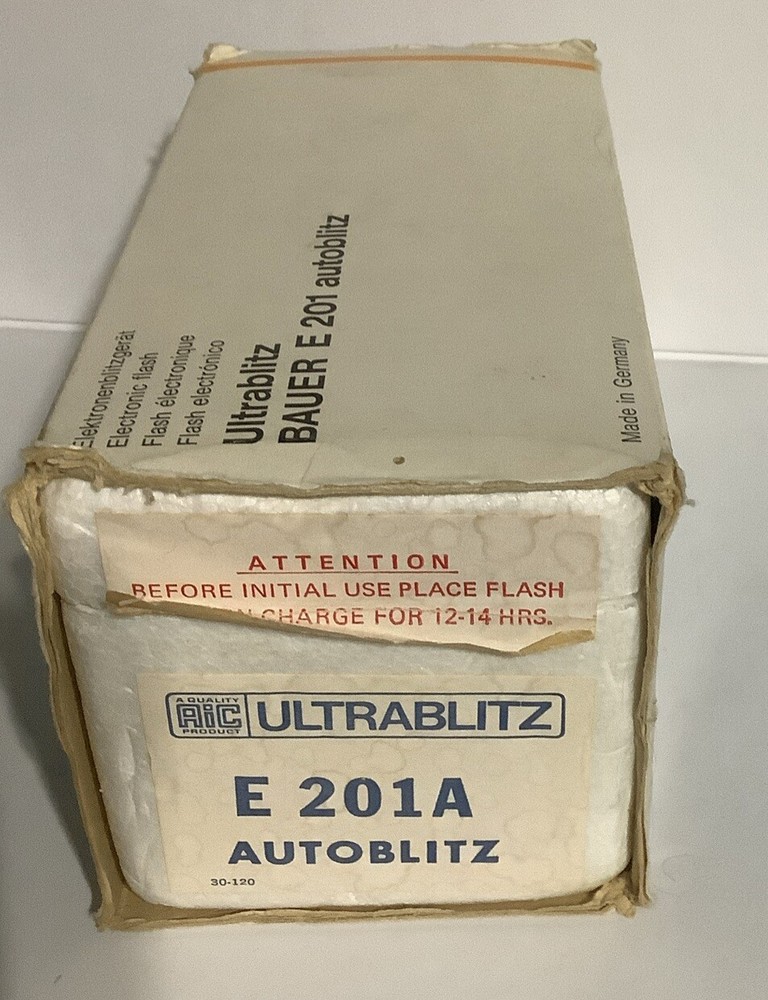 Elektronenblitzgerät
Electronic flash
Flash électronique
Flash electrónico
Ultrablitz
BAUER E 201 autoblitz
Made in Germany
ATTENTION
BEFORE INITIAL USE PLACE FLASH
CHARGE FOR 12-14 HRS.
A QUALITY
AiC
PRODUCT
ULTRABLITZ
E 201A
AUTOBLITZ
30-120